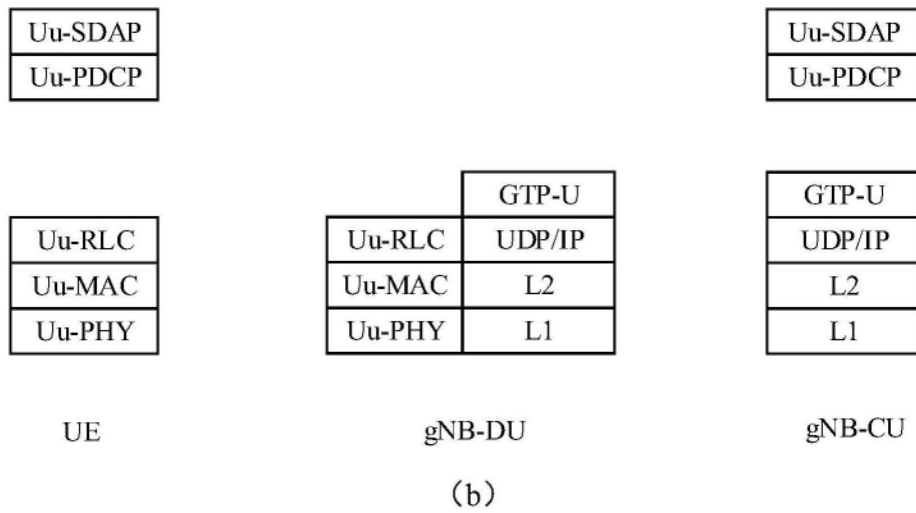 Uu-SDAP Uu-SDAP
Uu-PDCP Uu-PDCP
GTP-U GTP-U
Uu-RLC Uu-RLC UDP/IP UDP/IP
Uu-MAC Uu-MAC L2 L2
Uu-PHY Uu-PHY L1 L1
UE gNB-DU gNB-CU
（b）